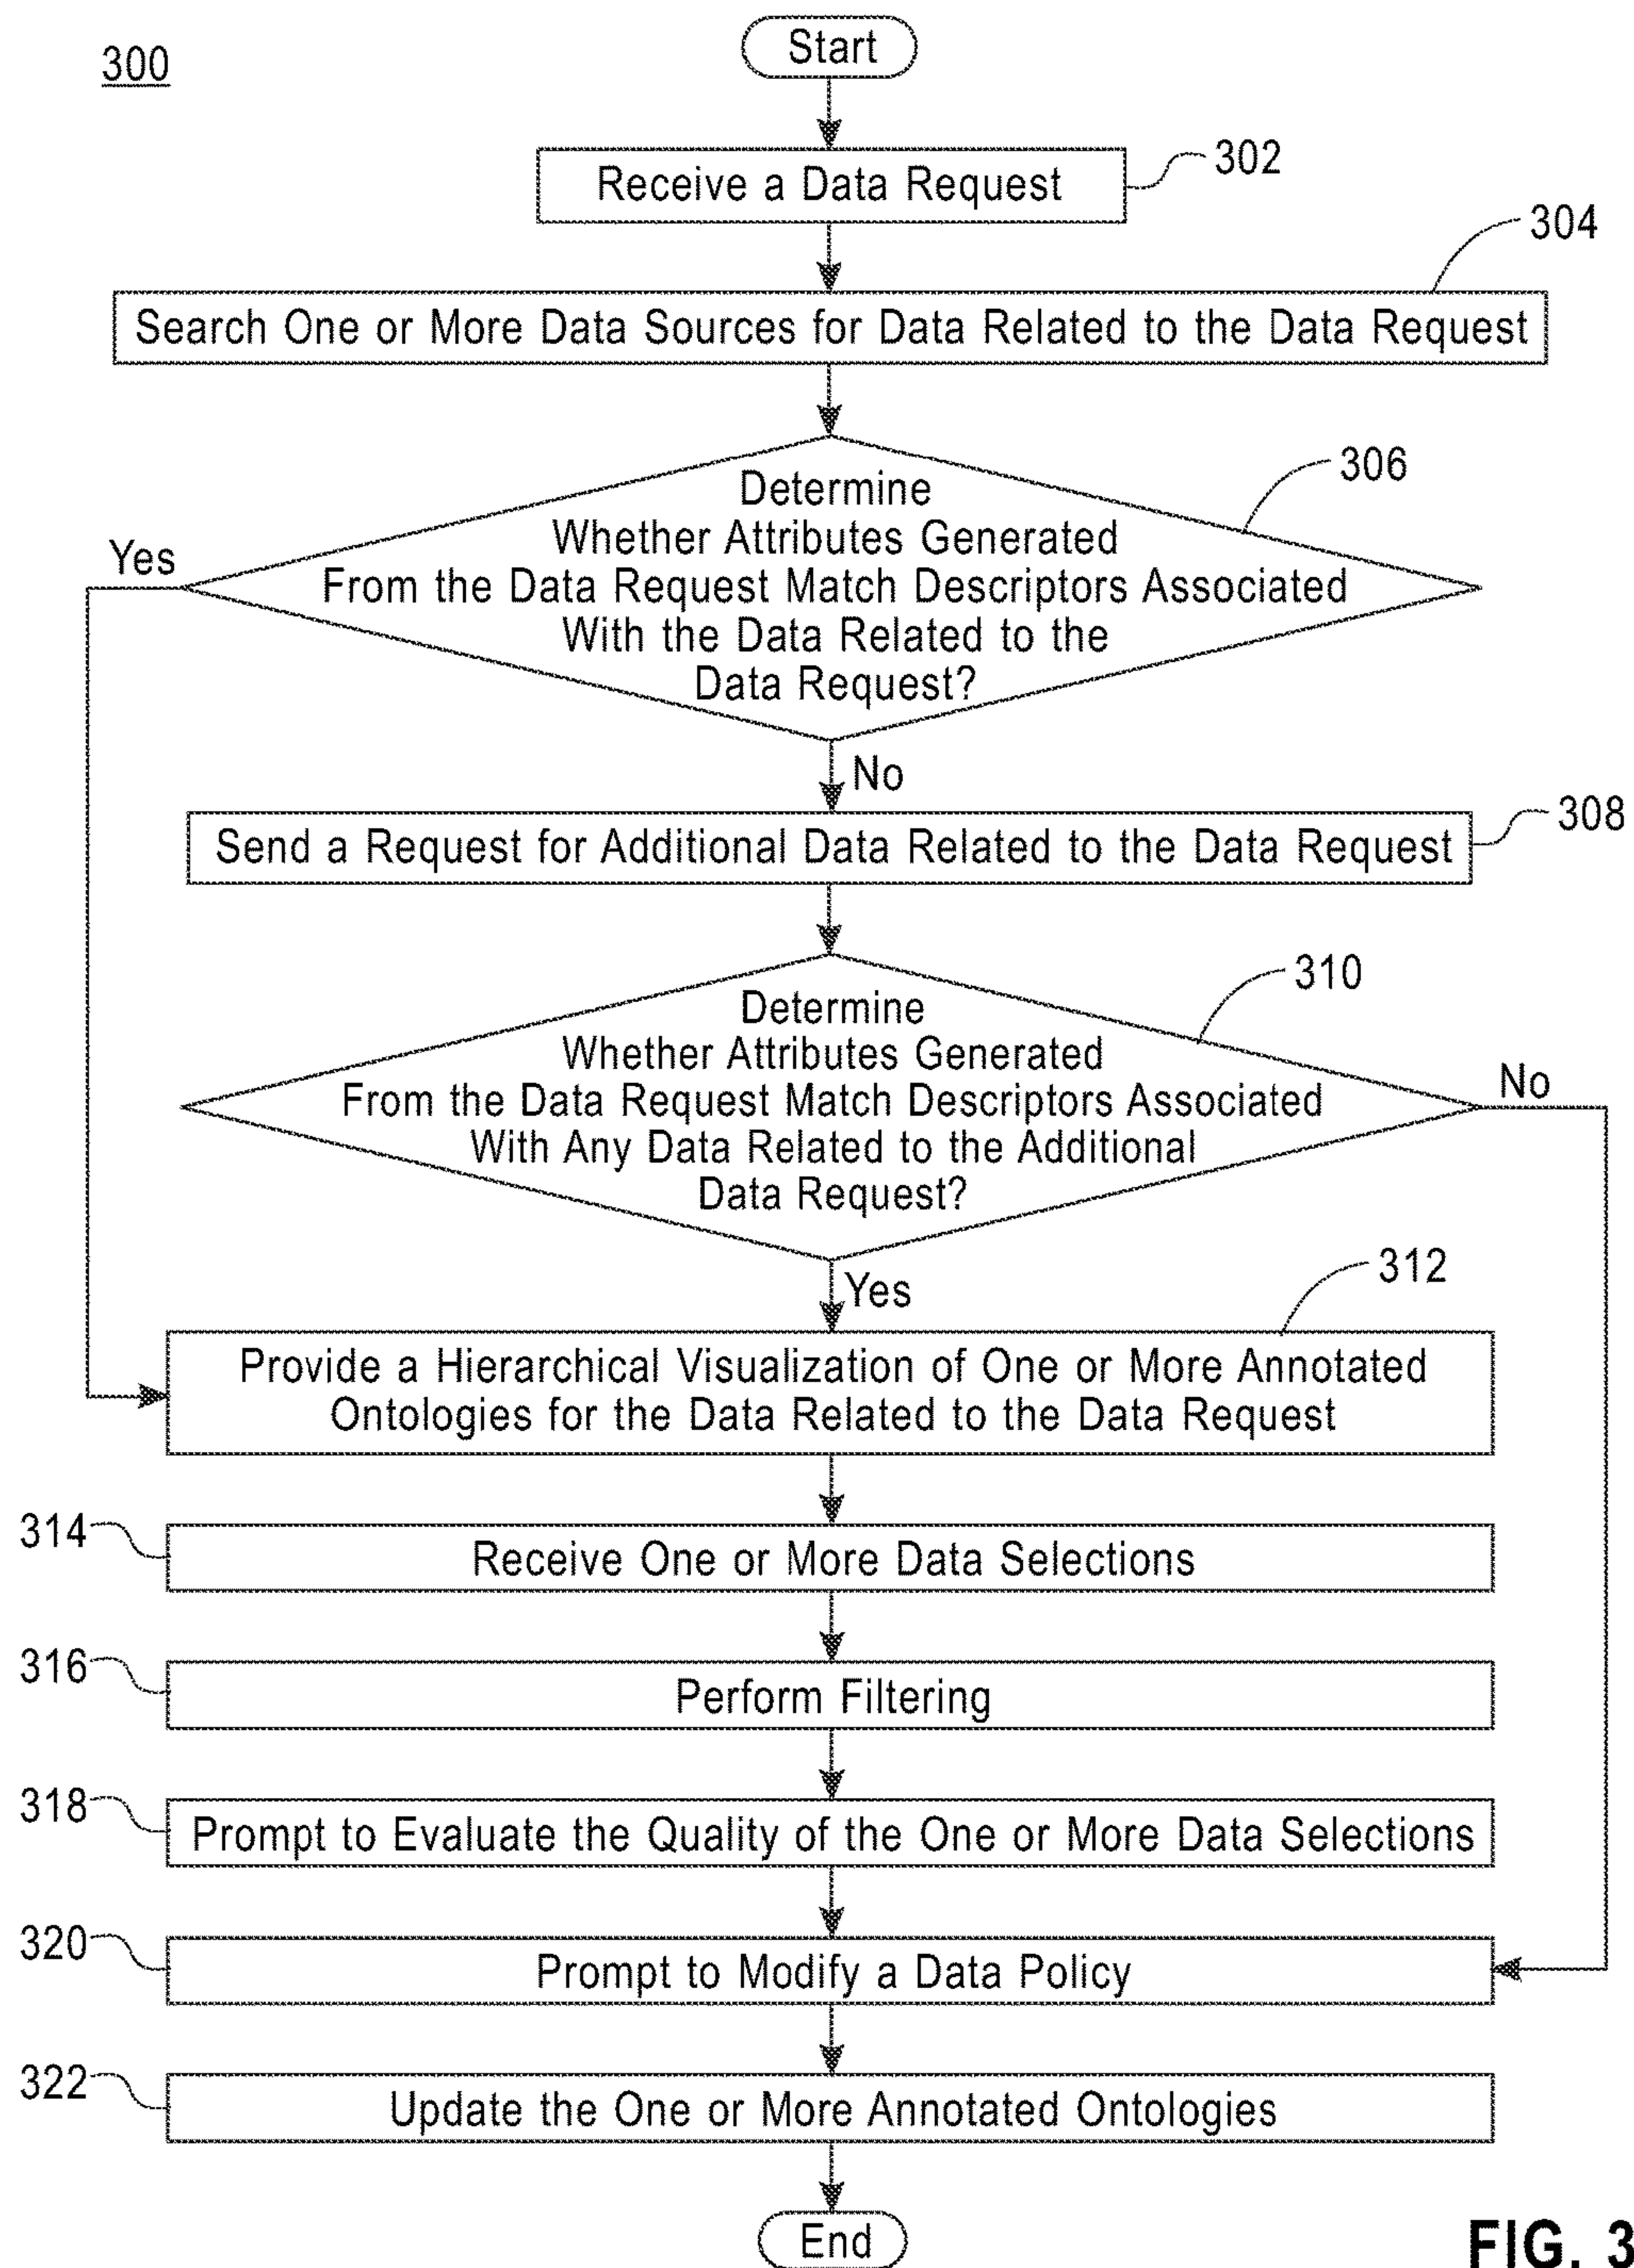 300
Start
Receive a Data Request
302
304
Search One or More Data Sources for Data Related to the Data Request
306
Determine
Whether Attributes Generated
From the Data Request Match Descriptors Associated
With the Data Related to the
Data Request?
Yes
No
308
Send a Request for Additional Data Related to the Data Request
310
Determine
Whether Attributes Generated
From the Data Request Match Descriptors Associated
With Any Data Related to the Additional
Data Request?
No
Yes
312
Provide a Hierarchical Visualization of One or More Annotated
Ontologies for the Data Related to the Data Request
314
Receive One or More Data Selections
316
Perform Filtering
318
Prompt to Evaluate the Quality of the One or More Data Selections
320
Prompt to Modify a Data Policy
322
Update the One or More Annotated Ontologies
End
FIG. 3